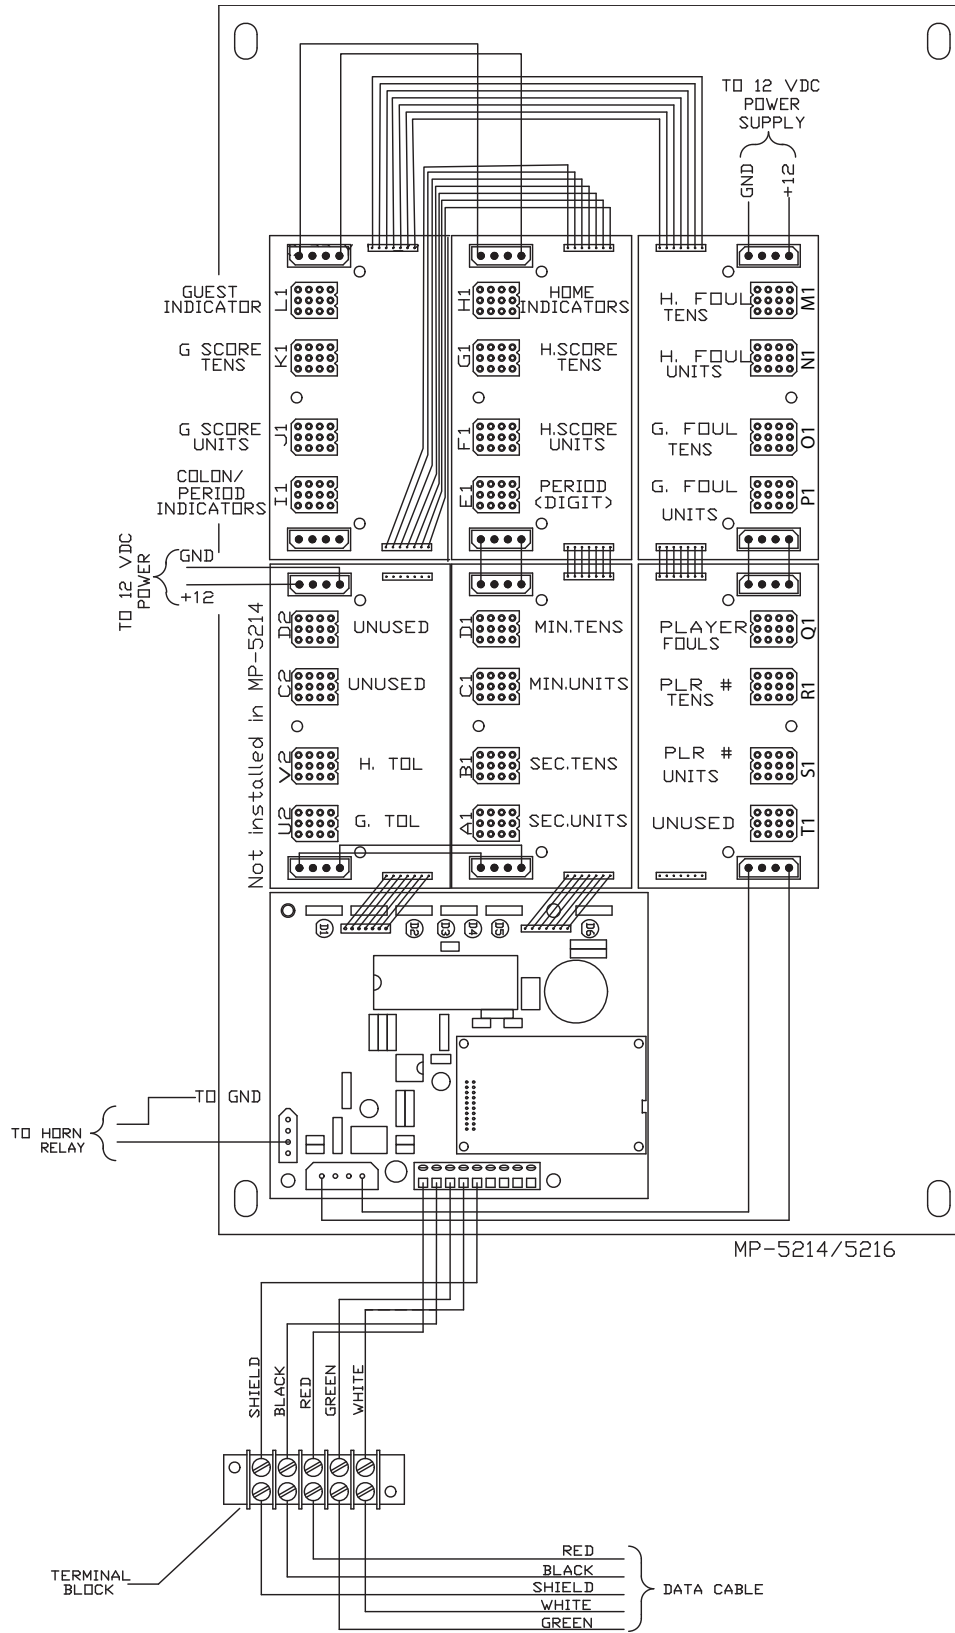 TO 12 VDC
POWER
SUPPLY
GND
+12
GUEST
INDICATOR
L1
H1
HOME
INDICATORS
H. FOUL
TENS
M1
G SCORE
TENS
K1
G1
H.SCORE
TENS
H. FOUL
UNITS
N1
G SCORE
UNITS
J1
F1
H.SCORE
UNITS
G. FOUL
TENS
O1
COLON/
PERIOD
INDICATORS
I1
E1
PERIOD
(DIGIT)
G. FOUL
UNITS
P1
TO 12 VDC
POWER
GND
+12
Not installed in MP-5214
D2
UNUSED
D1
MIN.TENS
PLAYER
FOULS
Q1
C2
UNUSED
C1
MIN.UNITS
PLR #
TENS
R1
V2
H. TOL
B1
SEC.TENS
PLR #
UNITS
S1
U2
G. TOL
A1
SEC.UNITS
UNUSED
T1
D1
D2
D3
D4
D5
D6
TO GND
TO HORN
RELAY
MP-5214/5216
SHIELD
BLACK
RED
GREEN
WHITE
TERMINAL
BLOCK
RED
BLACK
SHIELD
WHITE
GREEN
DATA CABLE